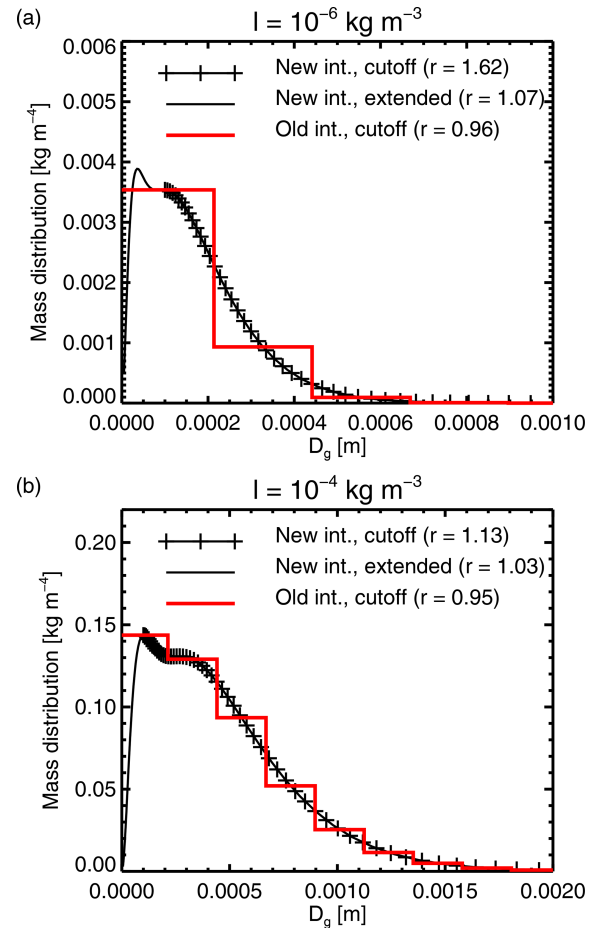 (a)
I = 10⁻⁶ kg m⁻³
New int., cutoff (r = 1.62)
New int., extended (r = 1.07)
Old int., cutoff (r = 0.96)
Mass distribution [kg m⁻⁴]
0.006
0.005
0.004
0.003
0.002
0.001
0.000
0.0000 0.0002 0.0004 0.0006 0.0008 0.0010
D_g [m]
(b)
I = 10⁻⁴ kg m⁻³
New int., cutoff (r = 1.13)
New int., extended (r = 1.03)
Old int., cutoff (r = 0.95)
Mass distribution [kg m⁻⁴]
0.20
0.15
0.10
0.05
0.00
0.0000 0.0005 0.0010 0.0015 0.0020
D_g [m]